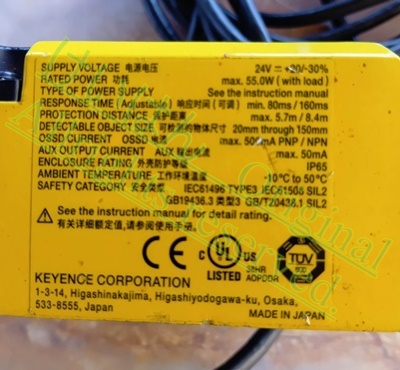 SUPPLY VOLTAGE 电源电压 24V ⎓ +20/-30%
RATED POWER 功耗 max. 55.0W (with load)
TYPE OF POWER SUPPLY See the instruction manual
RESPONSE TIME (Adjustable) 响应时间 (可调) min. 80ms / 160ms
PROTECTION DISTANCE 保护距离 max. 5.7m / 8.4m
DETECTABLE OBJECT SIZE 可检测的物体尺寸 20mm through 150mm
OSSD CURRENT OSSD 电流 max. 500mA PNP / NPN
AUX OUTPUT CURRENT AUX 输出电流 max. 50mA
ENCLOSURE RATING 外壳防护等级 IP65
AMBIENT TEMPERATURE 工作环境温度 -10°C to 50°C
SAFETY CATEGORY 安全类型 IEC61496 TYPE3 IEC61508 SIL2
GB19436.3 类型3 GB/T20438.1 SIL2
See the instruction manual for detail rating.
有关详细额定值,请参阅使用手册。
CE C UL US
LISTED
TÜV
KEYENCE CORPORATION
1-3-14, Higashinakajima, Higashiyodogawa-ku, Osaka,
533-8555, Japan
MADE IN JAPAN